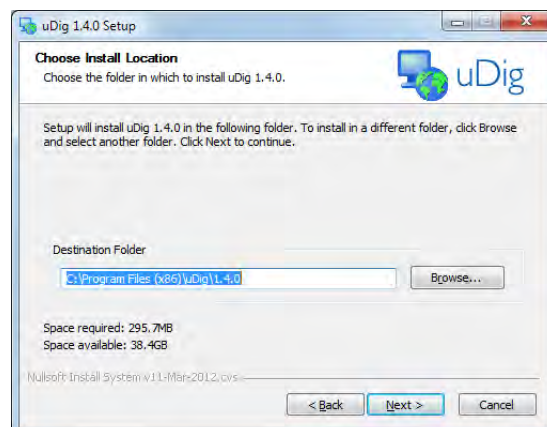 uDig 1.4.0 Setup
Choose Install Location
Choose the folder in which to install uDig 1.4.0.
uDig
Setup will install uDig 1.4.0 in the following folder. To install in a different folder, click Browse
and select another folder. Click Next to continue.
Destination Folder
C:\Program Files (x86)\uDig\1.4.0
Browse...
Space required: 295.7MB
Space available: 38.4GB
Nullsoft Install System v11-Mar-2012.cvs
< Back Next > Cancel